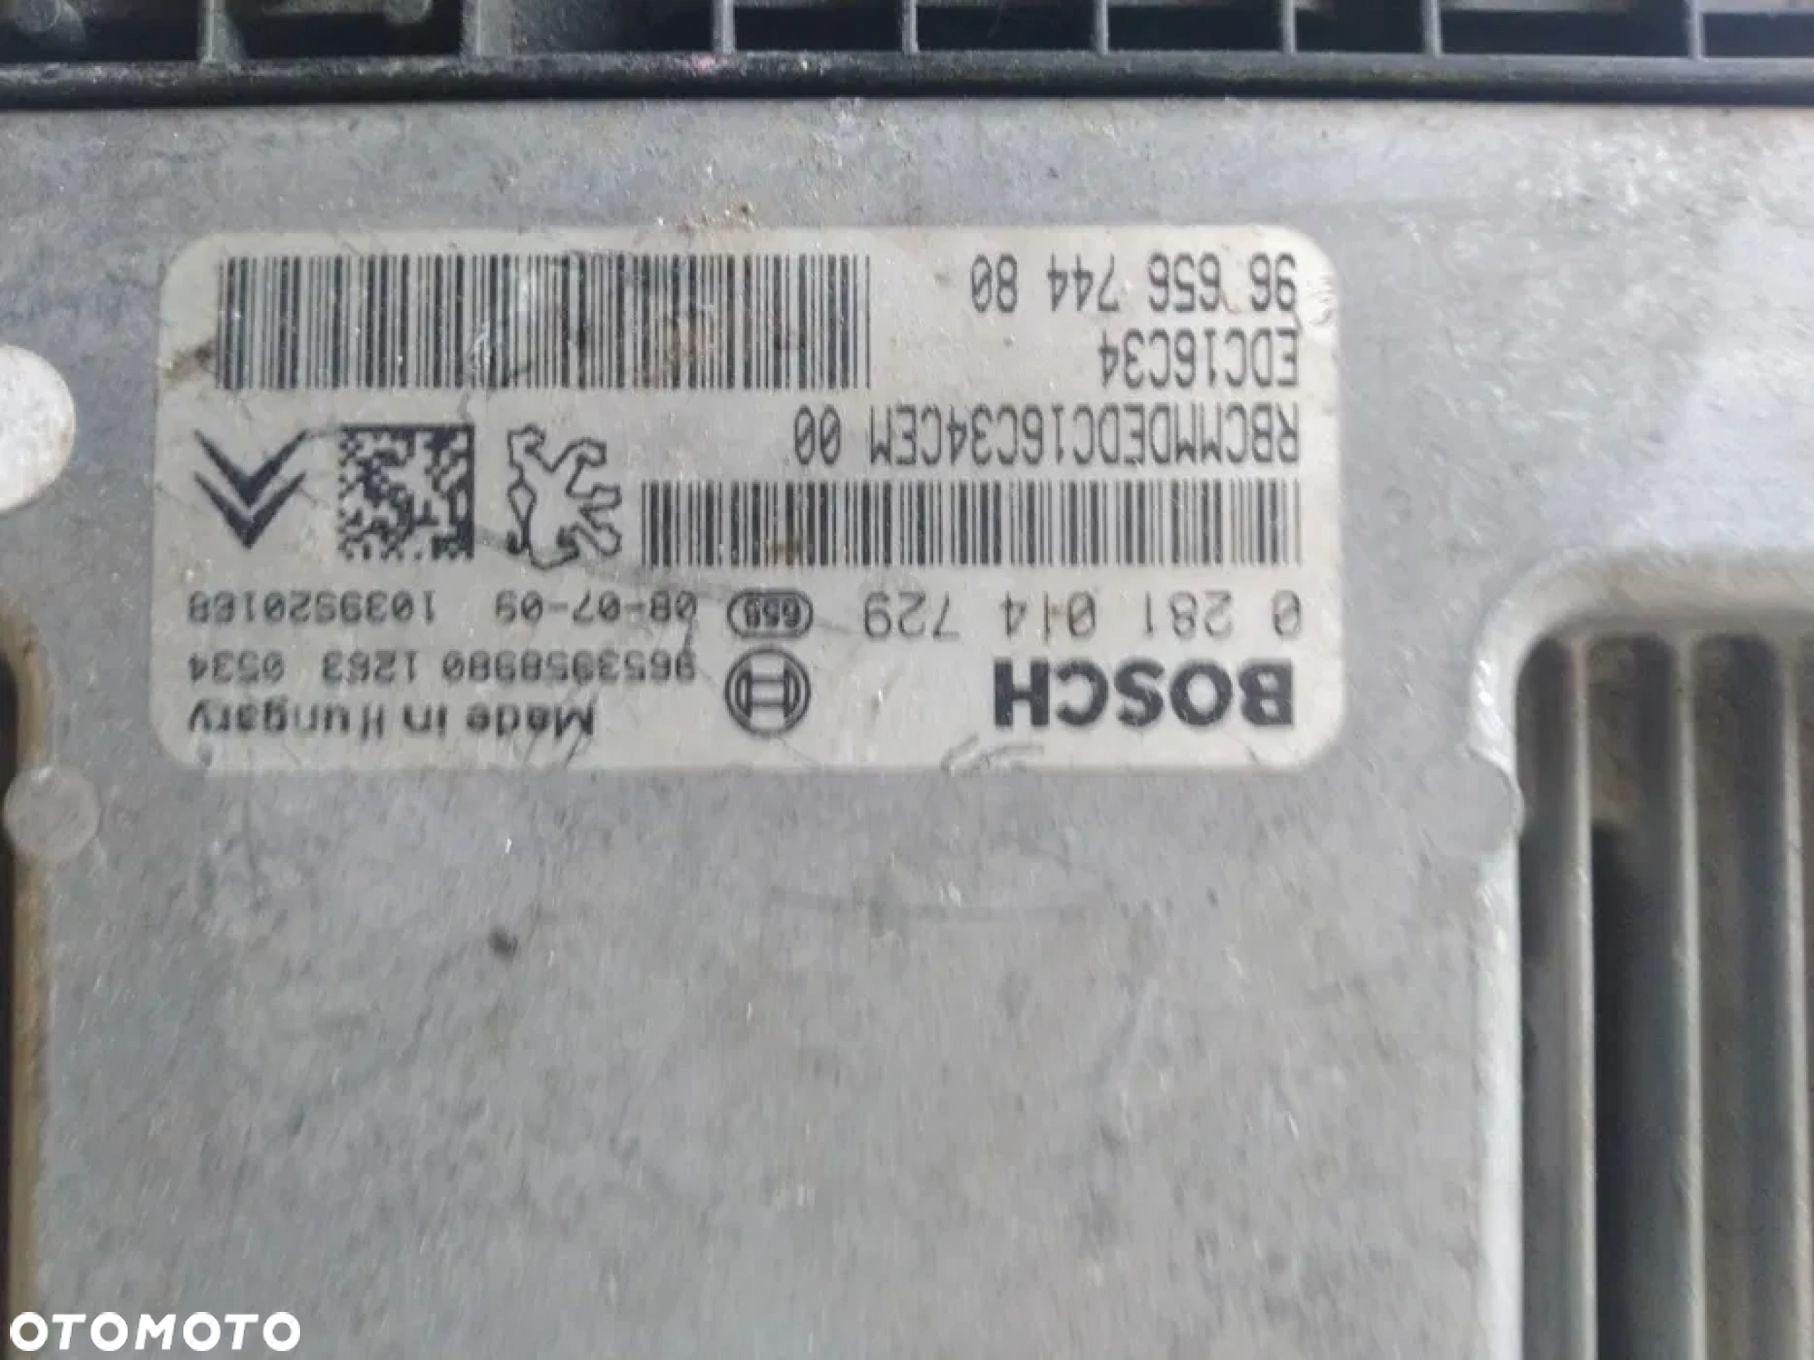 BOSCH
Made in Hungary
9653958980 1263 0534
0 281 014 729
655
08-07-09
1039S20168
RBCMMDEDC16C34CEM 00
EDC16C34
96 656 744 80
OTOMOTO